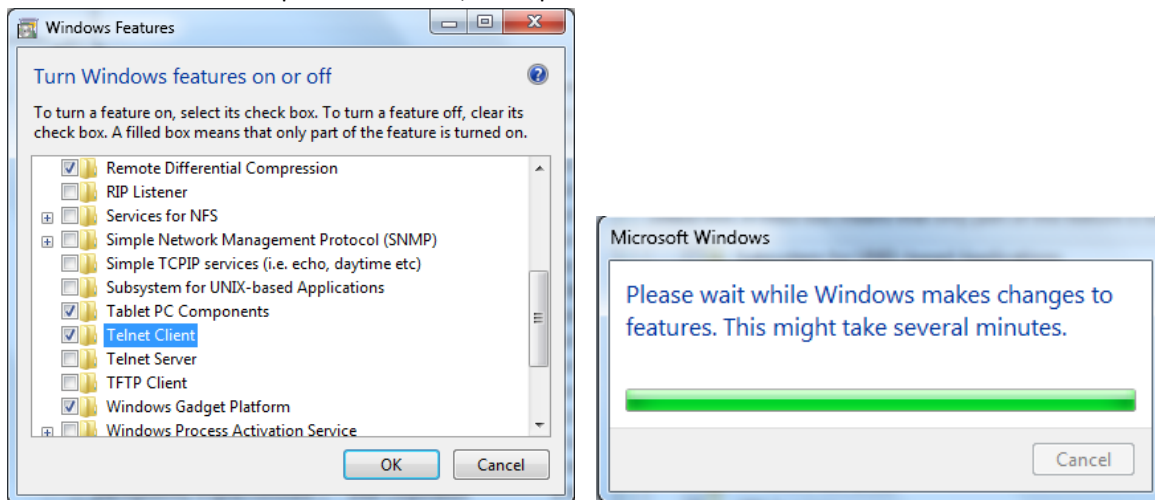 Windows Features
Turn Windows features on or off
To turn a feature on, select its check box. To turn a feature off, clear its
check box. A filled box means that only part of the feature is turned on.
Remote Differential Compression
RIP Listener
Services for NFS
Simple Network Management Protocol (SNMP)
Simple TCPIP services (i.e. echo, daytime etc)
Subsystem for UNIX-based Applications
Tablet PC Components
Telnet Client
Telnet Server
TFTP Client
Windows Gadget Platform
Windows Process Activation Service
OK
Cancel
Microsoft Windows
Please wait while Windows makes changes to
features. This might take several minutes.
Cancel